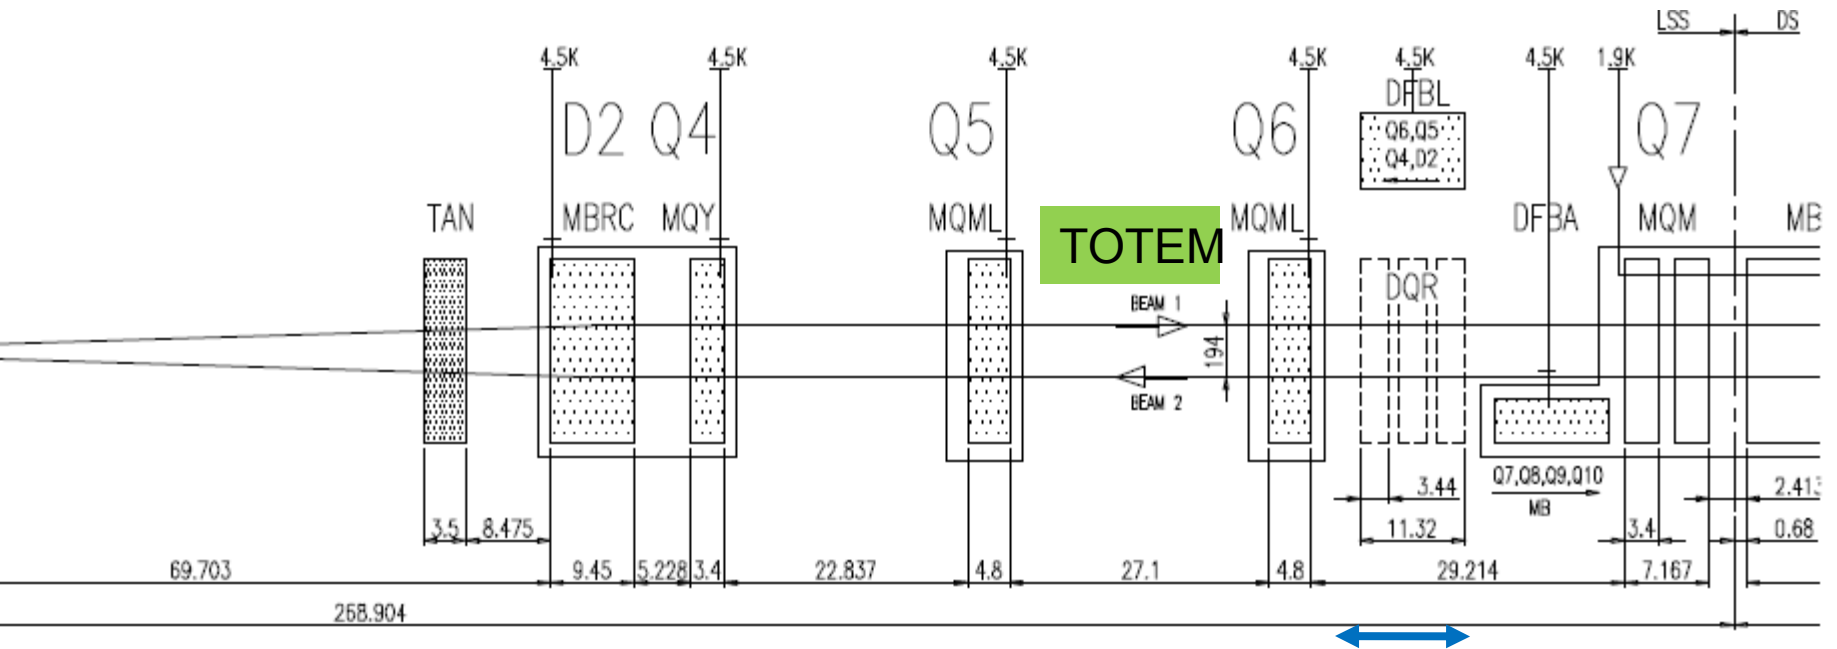 LSS DS
4.5K 4.5K 4.5K 4.5K 4.5K 4.5K 1.9K
DFBL
D2 Q4 Q5 Q6 Q7
Q6,Q5
Q4,D2
TAN MBRC MQY MQML MQML DFBA MQM MB
TOTEM
DQR
BEAM 1
194
BEAM 2
Q7,Q8,Q9,Q10
MB
3.44 2.413
3.5 8.475 11.32 3.4 0.68
69.703 9.45 5.228 3.4 22.837 4.8 27.1 4.8 29.214 7.167
268.904